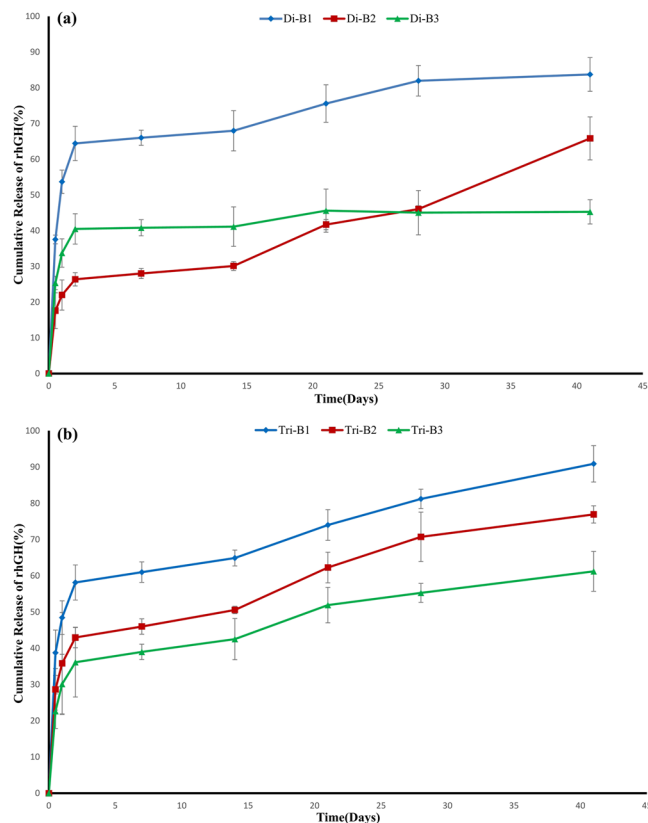 (a)
Di-B1 Di-B2 Di-B3
Cumulative Release of rhGH(%)
100
90
80
70
60
50
40
30
20
10
0
0 5 10 15 20 25 30 35 40 45
Time(Days)
(b)
Tri-B1 Tri-B2 Tri-B3
Cumulative Release of rhGH(%)
100
90
80
70
60
50
40
30
20
10
0
0 5 10 15 20 25 30 35 40 45
Time(Days)